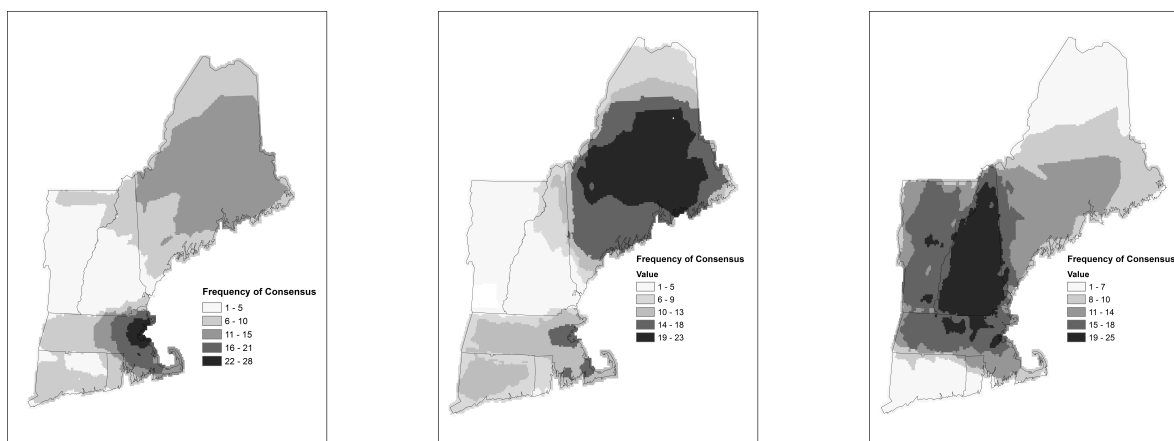 Frequency of Consensus
1 - 5
6 - 10
11 - 15
16 - 21
22 - 28
Frequency of Consensus
Value
1 - 5
6 - 9
10 - 13
14 - 18
19 - 23
Frequency of Consensus
Value
1 - 7
8 - 10
11 - 14
15 - 18
19 - 25